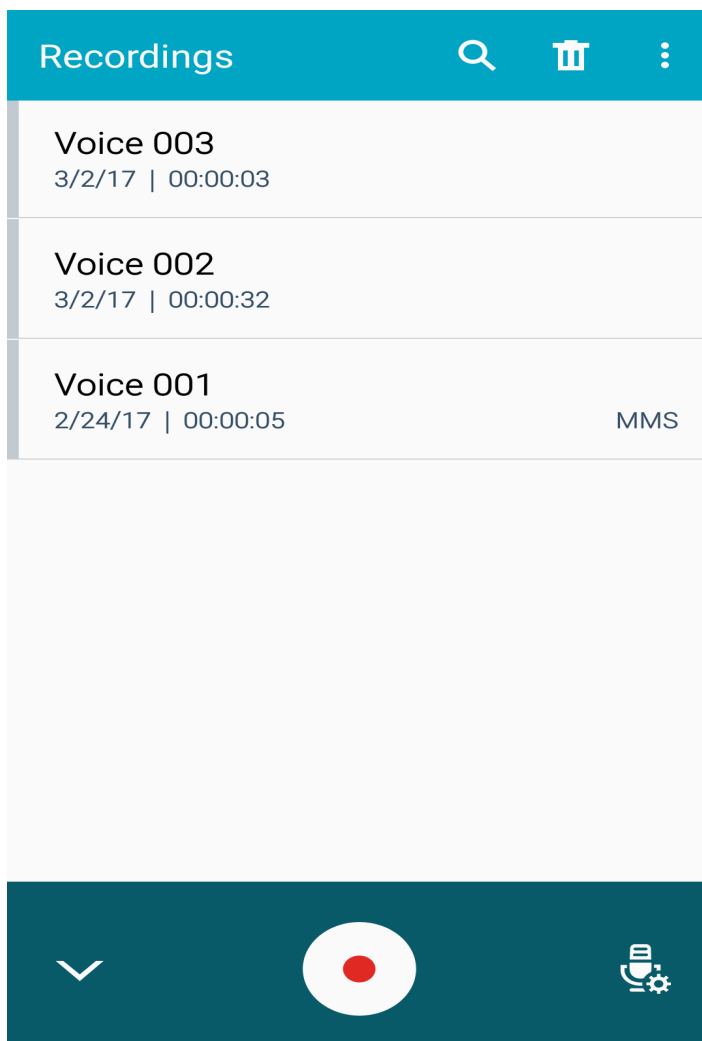 Recordings
Voice 003
3/2/17 | 00:00:03
Voice 002
3/2/17 | 00:00:32
Voice 001
2/24/17 | 00:00:05 MMS